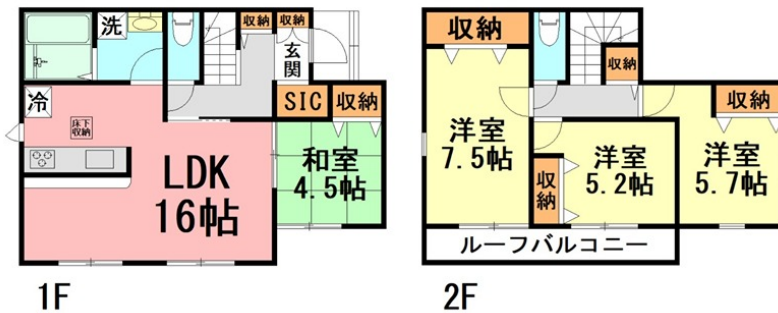 洗
収納
収納
玄関
冷
床下
収納
SIC
収納
LDK
16帖
和室
4.5帖
1F
収納
収納
洋室
7.5帖
収納
洋室
5.2帖
収納
洋室
5.7帖
ルーフバルコニー
2F